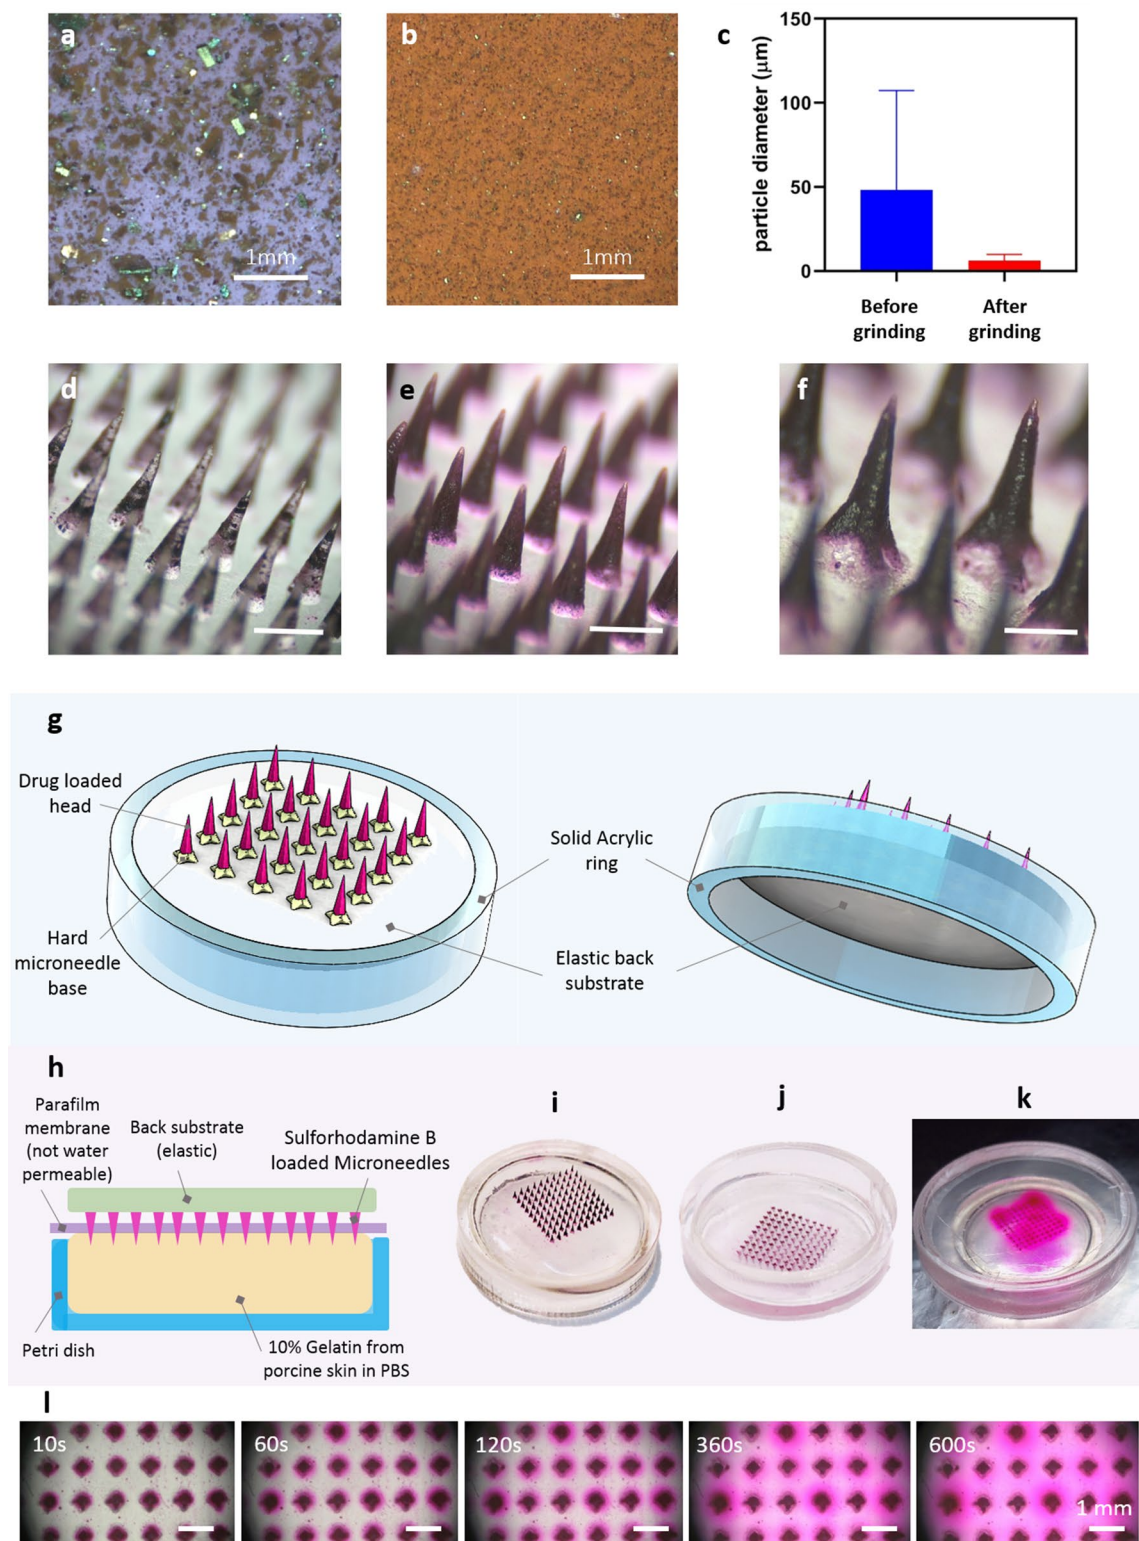 a
1mm
b
1mm
c
particle diameter (μm)
150
100
50
0
Before
grinding
After
grinding
d
e
f
g
Drug loaded
head
Hard
microneedle
base
Solid Acrylic
ring
Elastic back
substrate
h
Parafilm
membrane
(not water
permeable)
Back substrate
(elastic)
Sulforhodamine B
loaded Microneedles
Petri dish
10% Gelatin from
porcine skin in PBS
i
j
k
l
10s
60s
120s
360s
600s
1 mm